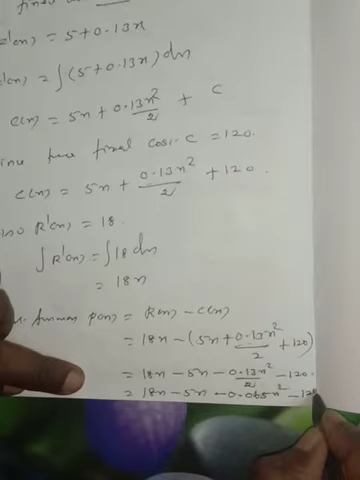 C'(x) = 5 + 0.13x
C'(x) = ∫(5 + 0.13x) dx
C(x) = 5x + 0.13x²/2 + C
fixed cost C = 120.
C(x) = 5x + 0.13x²/2 + 120.
R'(x) = 18.
∫R'(x) = ∫18 dx
= 18x
P(x) = R(x) - C(x)
= 18x - (5x + 0.13x²/2 + 120)
= 18x - 5x - 0.13x²/2 - 120.
= 18x - 5x - 0.065x² - 120